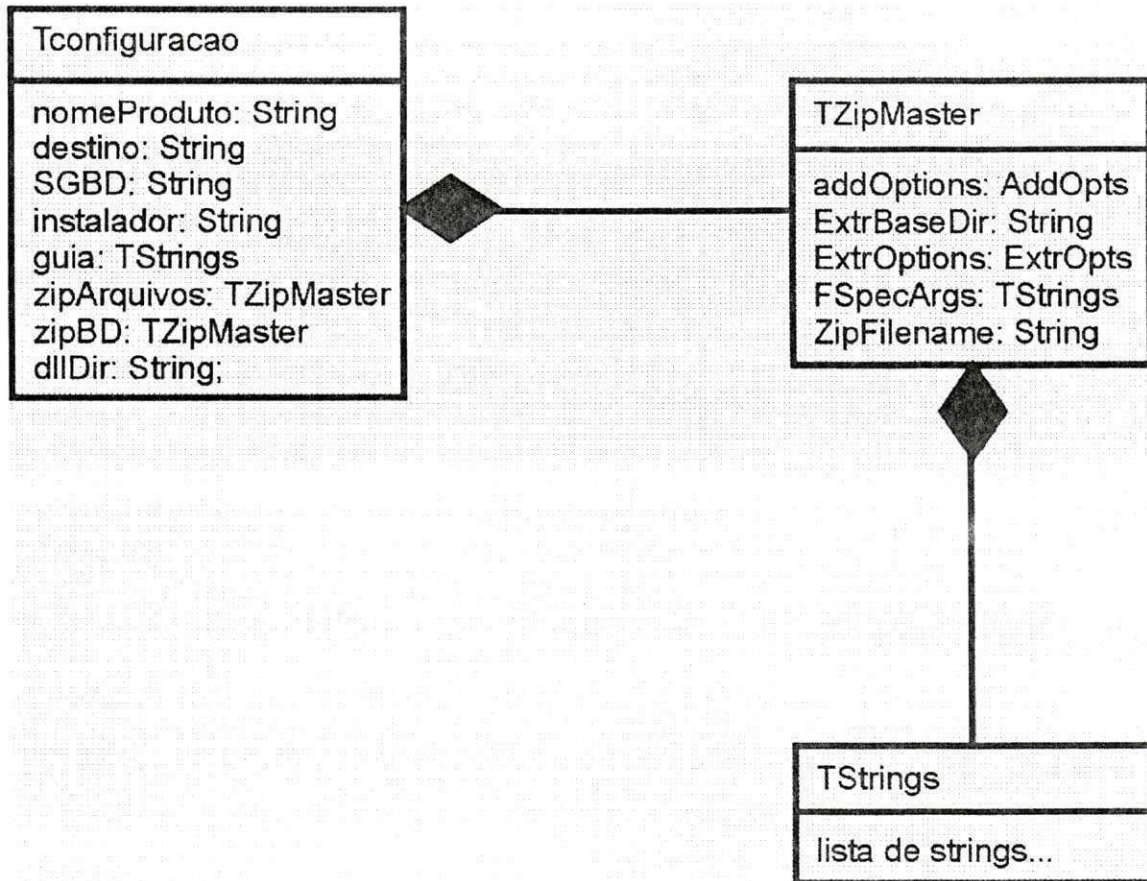 Tconfiguracao
nomeProduto: String
destino: String
SGBD: String
instalador: String
guia: TStrings
zipArquivos: TZipMaster
zipBD: TZipMaster
dllDir: String;
TZipMaster
addOptions: AddOpts
ExtrBaseDir: String
ExtrOptions: ExtrOpts
FSpecArgs: TStrings
ZipFilename: String
TStrings
lista de strings...